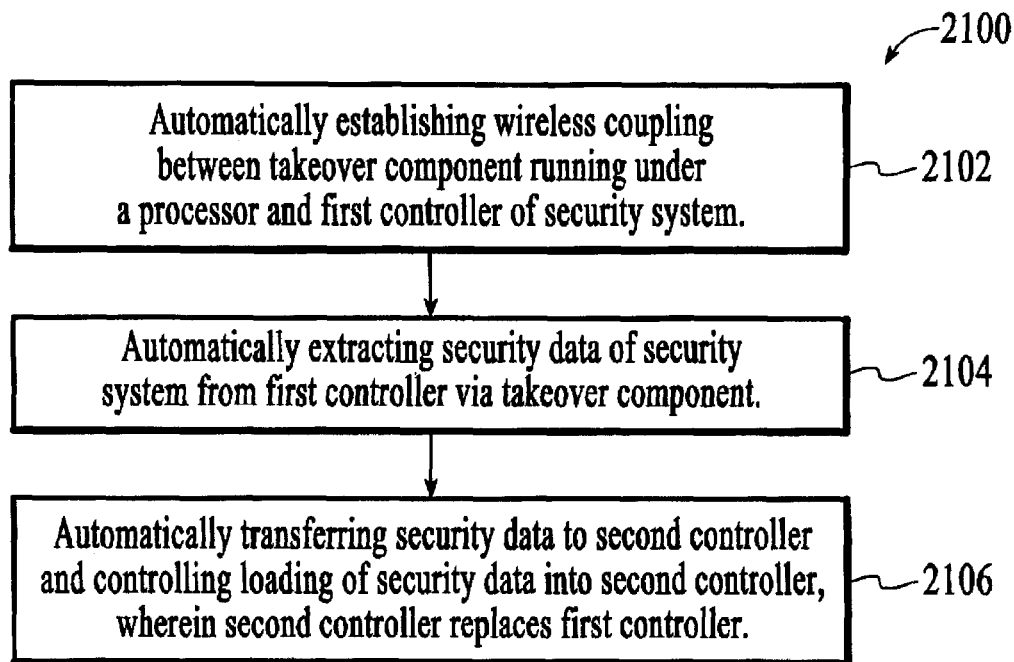 2100
Automatically establishing wireless coupling
between takeover component running under
a processor and first controller of security system.
2102
Automatically extracting security data of security
system from first controller via takeover component.
2104
Automatically transferring security data to second controller
and controlling loading of security data into second controller,
wherein second controller replaces first controller.
2106